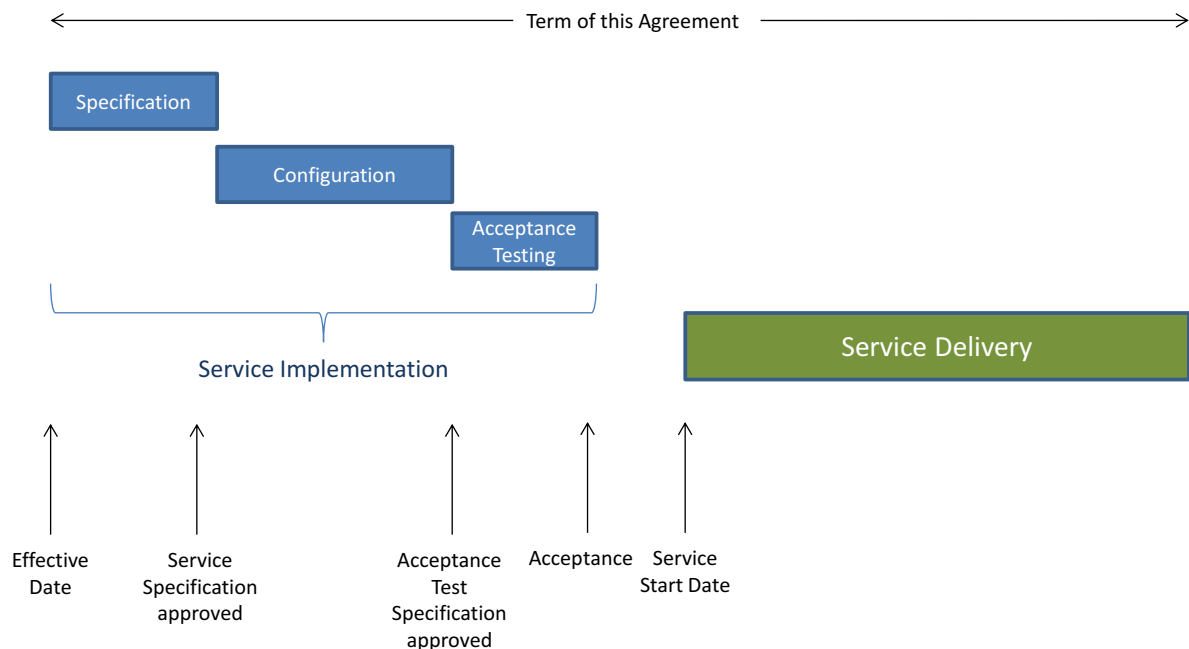 Term of this Agreement
Specification
Configuration
Acceptance
Testing
Service Implementation
Service Delivery
Effective
Date
Service
Specification
approved
Acceptance
Test
Specification
approved
Acceptance
Service
Start Date